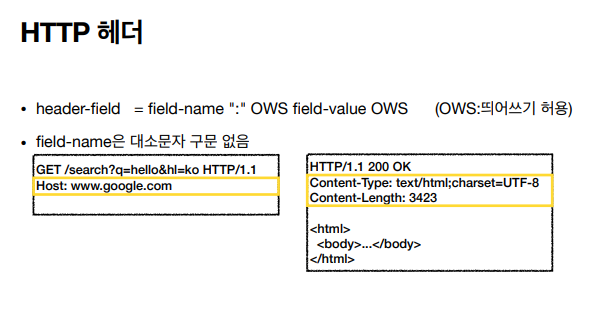 HTTP 헤더
• header-field = field-name ":" OWS field-value OWS (OWS:띄어쓰기 허용)
• field-name은 대소문자 구문 없음
GET /search?q=hello&hl=ko HTTP/1.1
Host: www.google.com
HTTP/1.1 200 OK
Content-Type: text/html;charset=UTF-8
Content-Length: 3423
<html>
<body>...</body>
</html>